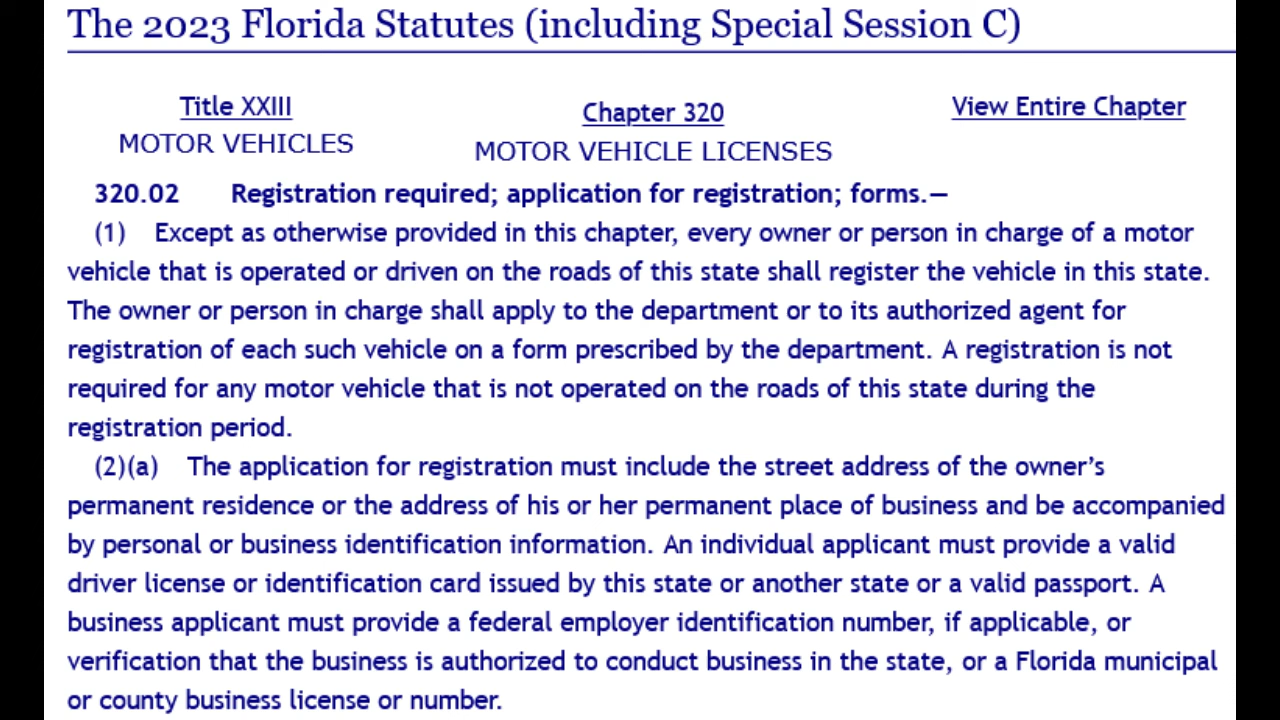 The 2023 Florida Statutes (including Special Session C)
Title XXIII
MOTOR VEHICLES
Chapter 320
MOTOR VEHICLE LICENSES
View Entire Chapter
320.02 Registration required; application for registration; forms.—
(1) Except as otherwise provided in this chapter, every owner or person in charge of a motor
vehicle that is operated or driven on the roads of this state shall register the vehicle in this state.
The owner or person in charge shall apply to the department or to its authorized agent for
registration of each such vehicle on a form prescribed by the department. A registration is not
required for any motor vehicle that is not operated on the roads of this state during the
registration period.
(2)(a) The application for registration must include the street address of the owner’s
permanent residence or the address of his or her permanent place of business and be accompanied
by personal or business identification information. An individual applicant must provide a valid
driver license or identification card issued by this state or another state or a valid passport. A
business applicant must provide a federal employer identification number, if applicable, or
verification that the business is authorized to conduct business in the state, or a Florida municipal
or county business license or number.